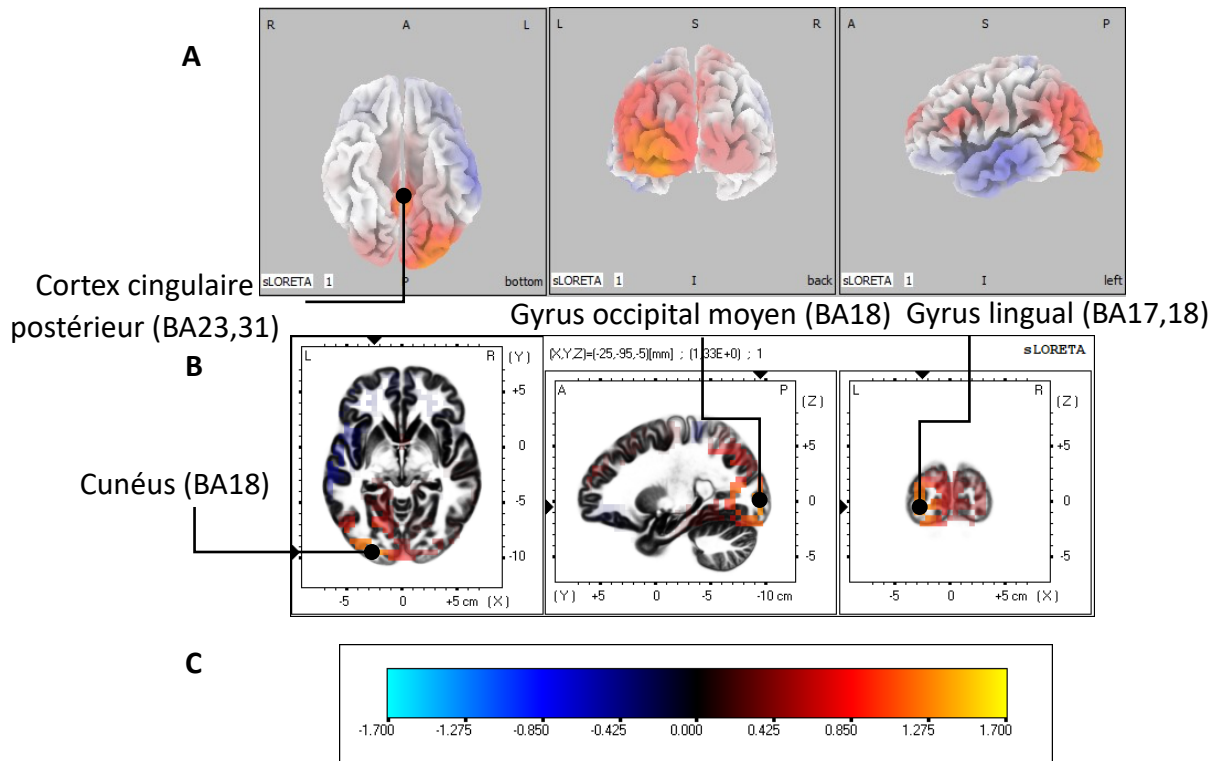 A
R A L
sLORETA 1 P bottom
L S R
sLORETA 1 I back
A S P
sLORETA 1 I left
Cortex cingulaire
postérieur (BA23,31)
Gyrus occipital moyen (BA18)
Gyrus lingual (BA17,18)
B
(X,Y,Z)=(-25,-95,-5)[mm] ; (1,33E+0) ; 1
sLORETA
L R (Y)
+5
0
-5
-10
-5 0 +5 cm (X)
Cunéus (BA18)
A P (Z)
+5
0
-5
(Y) +5 0 -5 -10 cm
L R (Z)
+5
0
-5
-5 0 +5 cm (X)
C
-1.700 -1.275 -0.850 -0.425 0.000 0.425 0.850 1.275 1.700